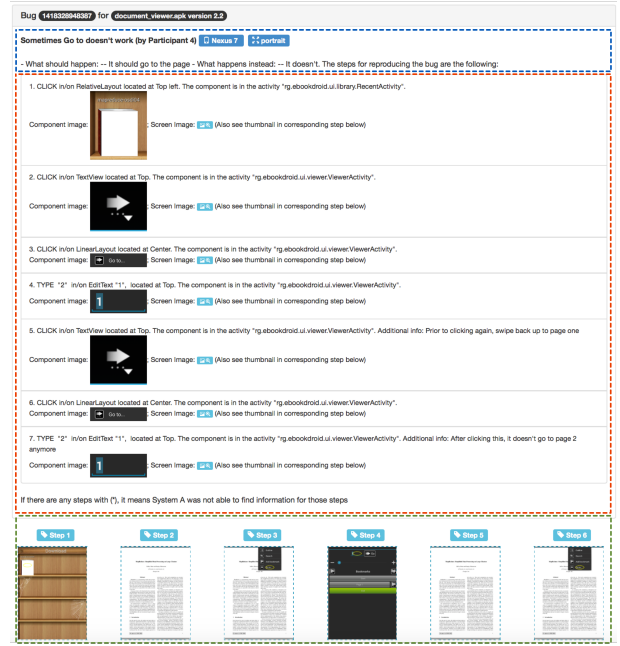 Bug 1418328948387 for document_viewer.apk version 2.2
Sometimes Go to doesn't work (by Participant 4) Nexus 7 portrait
- What should happen: -- It should go to the page - What happens instead: -- It doesn't. The steps for reproducing the bug are the following:
1. CLICK in/on RelativeLayout located at Top left. The component is in the activity "rg.ebookdroid.ui.library.RecentActivity".
Component image: ; Screen Image: (Also see thumbnail in corresponding step below)
2. CLICK in/on TextView located at Top. The component is in the activity "rg.ebookdroid.ui.viewer.ViewerActivity".
Component image: ; Screen Image: (Also see thumbnail in corresponding step below)
3. CLICK in/on LinearLayout located at Center. The component is in the activity "rg.ebookdroid.ui.viewer.ViewerActivity".
Component image: Go to... ; Screen Image: (Also see thumbnail in corresponding step below)
4. TYPE "2" in/on EditText "1", located at Top. The component is in the activity "rg.ebookdroid.ui.viewer.ViewerActivity".
Component image: 1 ; Screen Image: (Also see thumbnail in corresponding step below)
5. CLICK in/on TextView located at Top. The component is in the activity "rg.ebookdroid.ui.viewer.ViewerActivity". Additional info: Prior to clicking again, swipe back up to page one
Component image: ; Screen Image: (Also see thumbnail in corresponding step below)
6. CLICK in/on LinearLayout located at Center. The component is in the activity "rg.ebookdroid.ui.viewer.ViewerActivity".
Component image: Go to... ; Screen Image: (Also see thumbnail in corresponding step below)
7. TYPE "2" in/on EditText "1", located at Top. The component is in the activity "rg.ebookdroid.ui.viewer.ViewerActivity". Additional info: After clicking this, it doesn't go to page 2
anymore
Component image: 1 ; Screen Image: (Also see thumbnail in corresponding step below)
If there are any steps with (*), it means System A was not able to find information for those steps
Step 1 Step 2 Step 3 Step 4 Step 5 Step 6